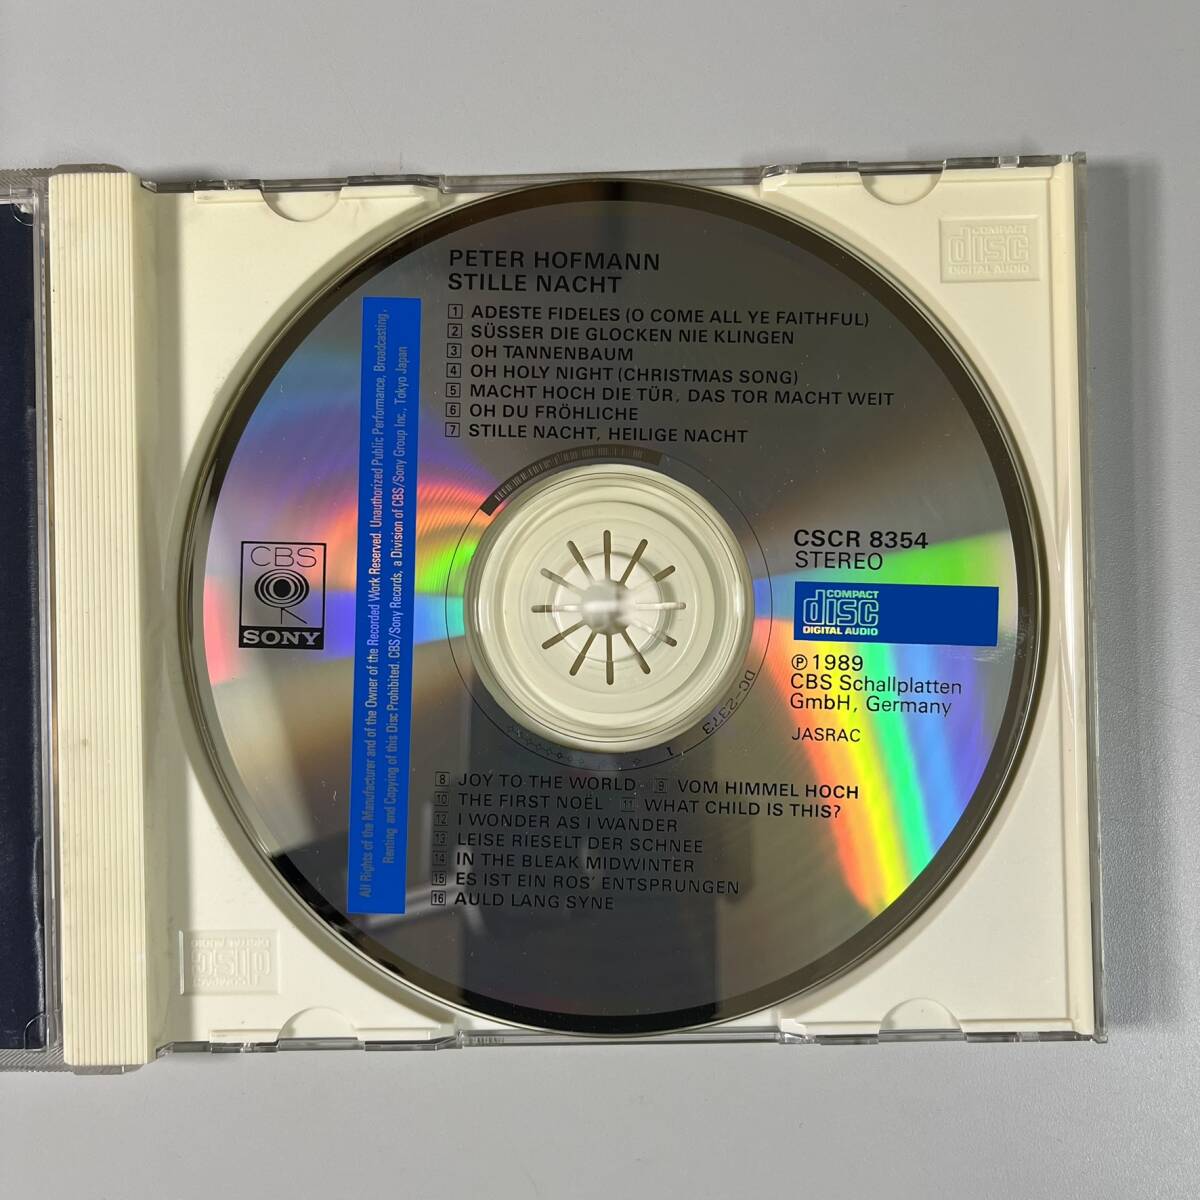 PETER HOFMANN
STILLE NACHT
1 ADESTE FIDELES (O COME ALL YE FAITHFUL)
2 SÜSSER DIE GLOCKEN NIE KLINGEN
3 OH TANNENBAUM
4 OH HOLY NIGHT (CHRISTMAS SONG)
5 MACHT HOCH DIE TÜR, DAS TOR MACHT WEIT
6 OH DU FRÖHLICHE
7 STILLE NACHT, HEILIGE NACHT
All Rights of the Manufacturer and of the Owner of the Recorded Work Reserved. Unauthorized Public Performance, Broadcasting,
Renting and Copying of this Disc Prohibited. CBS/Sony Records, a Division of CBS/Sony Group Inc., Tokyo Japan
CBS
SONY
CSCR 8354
STEREO
COMPACT
disc
DIGITAL AUDIO
℗ 1989
CBS Schallplatten
GmbH, Germany
JASRAC
DC-2373 1
8 JOY TO THE WORLD · 9 VOM HIMMEL HOCH
10 THE FIRST NOËL · 11 WHAT CHILD IS THIS?
12 I WONDER AS I WANDER
13 LEISE RIESELT DER SCHNEE
14 IN THE BLEAK MIDWINTER
15 ES IST EIN ROS' ENTSPRUNGEN
16 AULD LANG SYNE
COMPACT
disc
DIGITAL AUDIO
COMPACT
disc
DIGITAL AUDIO